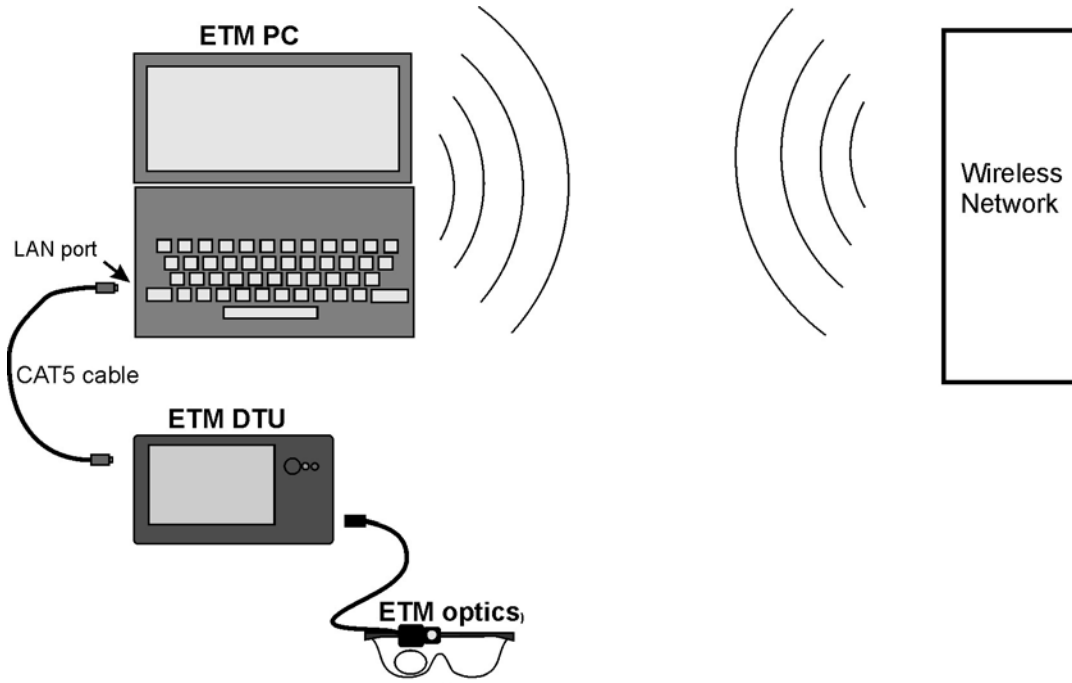 ETM PC
Wireless
Network
LAN port
CAT5 cable
ETM DTU
ETM optics)